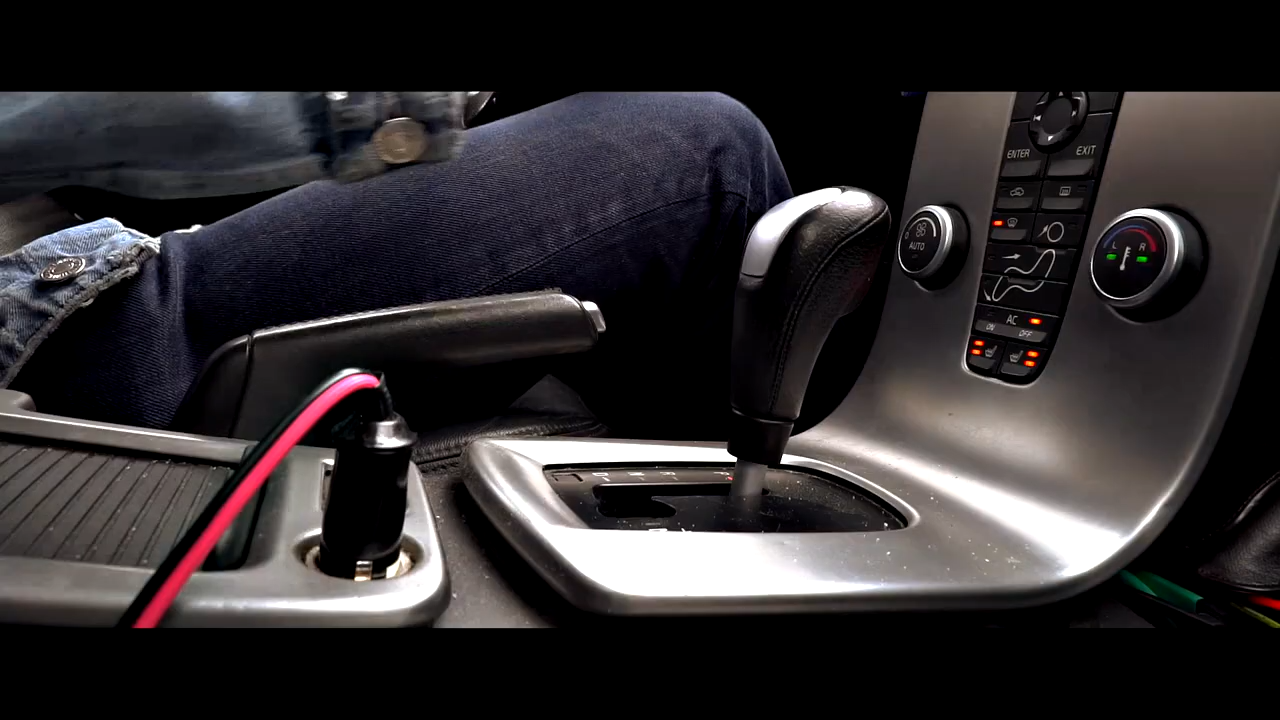 ENTER EXIT
AUTO
L R
AC
ON OFF